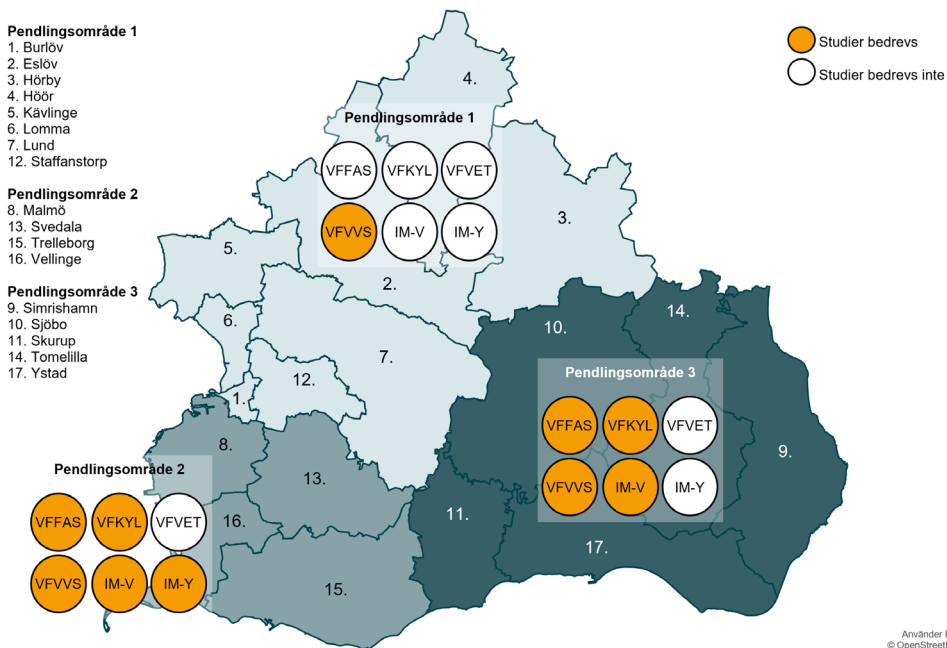 Pendlingsområde 1
1. Burlöv
2. Eslöv
3. Hörby
4. Höör
5. Kävlinge
6. Lomma
7. Lund
12. Staffanstorp
Pendlingsområde 2
8. Malmö
13. Svedala
15. Trelleborg
16. Vellinge
Pendlingsområde 3
9. Simrishamn
10. Sjöbo
11. Skurup
14. Tomelilla
17. Ystad
Studier bedrevs
Studier bedrevs inte
4.
Pendlingsområde 1
VFFAS VFKYL VFVET
VFVVS IM-V IM-Y
3.
5.
2.
6.
10.
14.
7.
12.
1.
Pendlingsområde 3
VFFAS VFKYL VFVET
VFVVS IM-V IM-Y
8.
9.
13.
Pendlingsområde 2
VFFAS VFKYL VFVET
VFVVS IM-V IM-Y
16.
11.
17.
15.
Använder
© OpenStreet